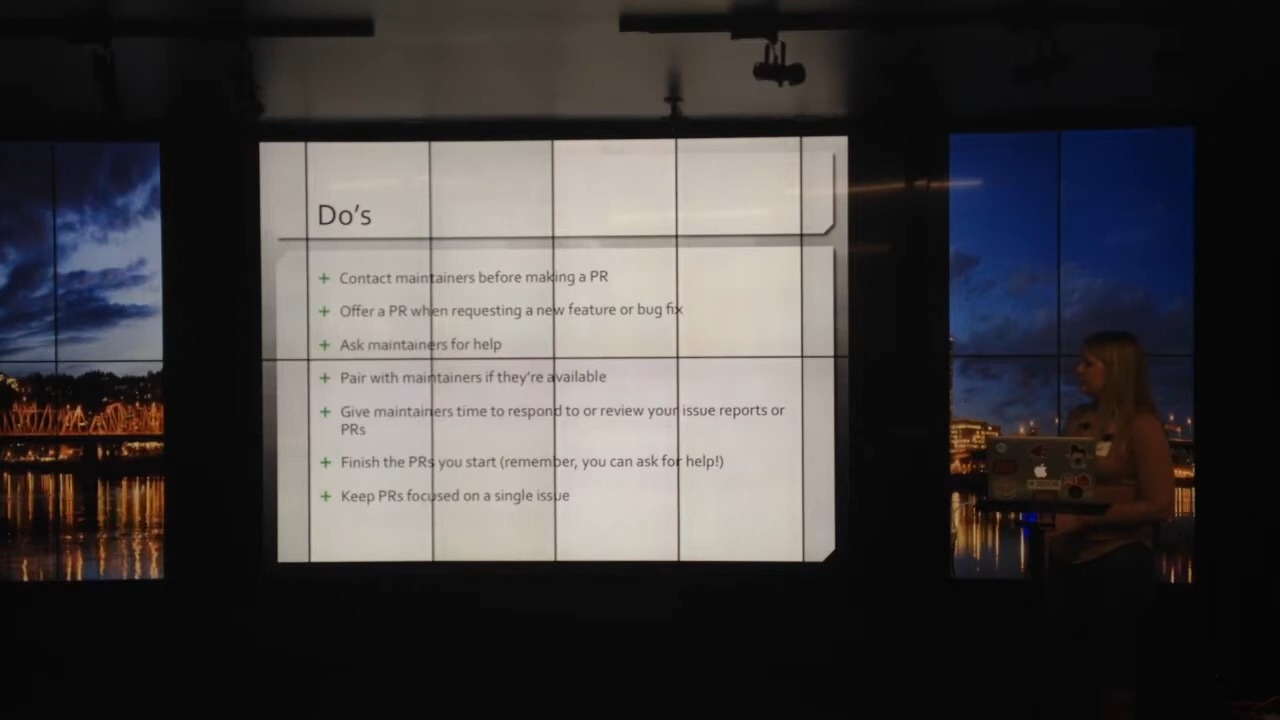 Do's
+ Contact maintainers before making a PR
+ Offer a PR when requesting a new feature or bug fix
+ Ask maintainers for help
+ Pair with maintainers if they're available
+ Give maintainers time to respond to or review your issue reports or
PRs
+ Finish the PRs you start (remember, you can ask for help!)
+ Keep PRs focused on a single issue